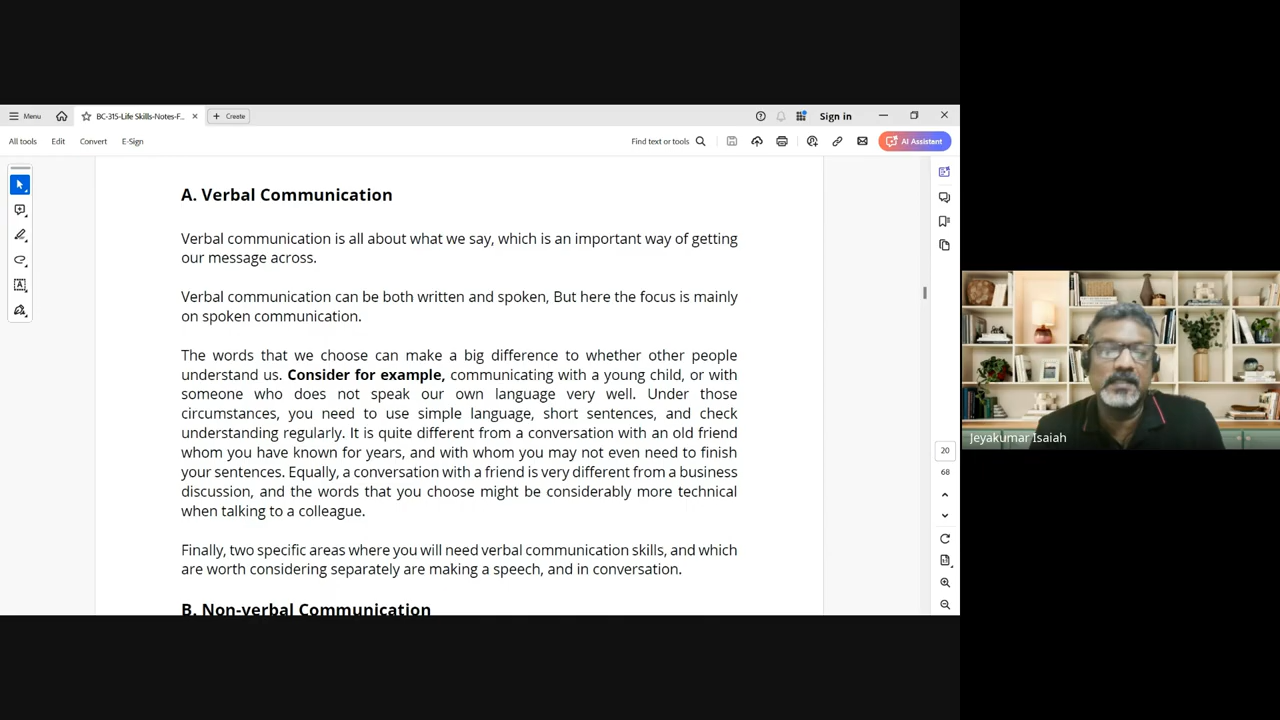 Menu
BC-315-Life Skills-Notes-F...
Create
Sign in
All tools
Edit
Convert
E-Sign
Find text or tools
AI Assistant
A. Verbal Communication
Verbal communication is all about what we say, which is an important way of getting
our message across.
Verbal communication can be both written and spoken, But here the focus is mainly
on spoken communication.
The words that we choose can make a big difference to whether other people
understand us. Consider for example, communicating with a young child, or with
someone who does not speak our own language very well. Under those
circumstances, you need to use simple language, short sentences, and check
understanding regularly. It is quite different from a conversation with an old friend
whom you have known for years, and with whom you may not even need to finish
your sentences. Equally, a conversation with a friend is very different from a business
discussion, and the words that you choose might be considerably more technical
when talking to a colleague.
Finally, two specific areas where you will need verbal communication skills, and which
are worth considering separately are making a speech, and in conversation.
B. Non-verbal Communication
20
68
Jeyakumar Isaiah